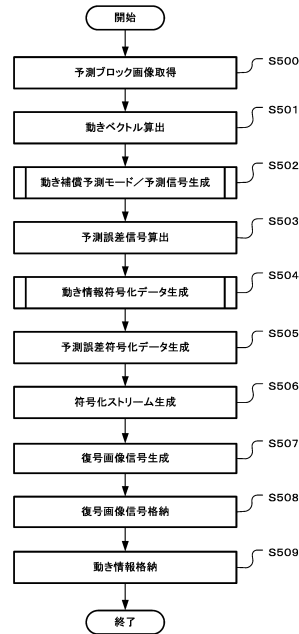 開始
予測ブロック画像取得 S500
動きベクトル算出 S501
動き補償予測モード／予測信号生成 S502
予測誤差信号算出 S503
動き情報符号化データ生成 S504
予測誤差符号化データ生成 S505
符号化ストリーム生成 S506
復号画像信号生成 S507
復号画像信号格納 S508
動き情報格納 S509
終了